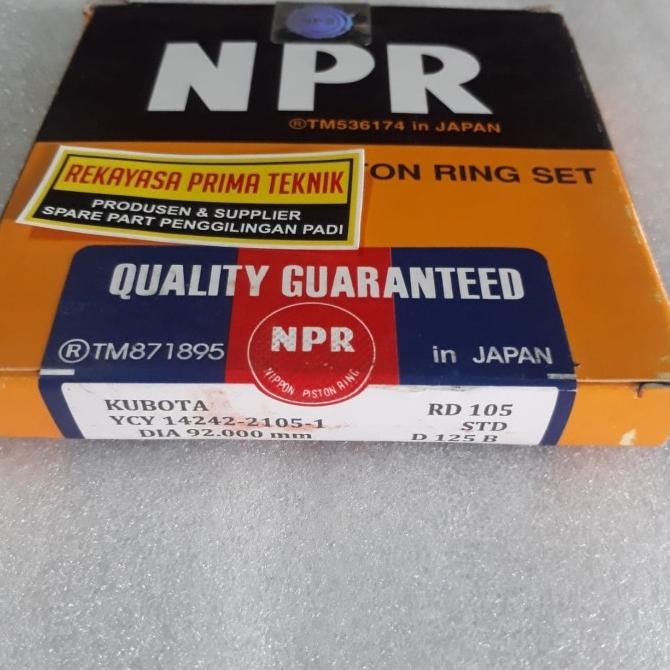 NPR
NPR
®TM536174 in JAPAN
TON RING SET
REKAYASA PRIMA TEKNIK
PRODUSEN & SUPPLIER
SPARE PART PENGGILINGAN PADI
QUALITY GUARANTEED
®TM871895
NPR
NIPPON PISTON RING
in JAPAN
KUBOTA
RD 105
YCY 14242-2105-1
STD
DIA 92.000 mm
D 125 B